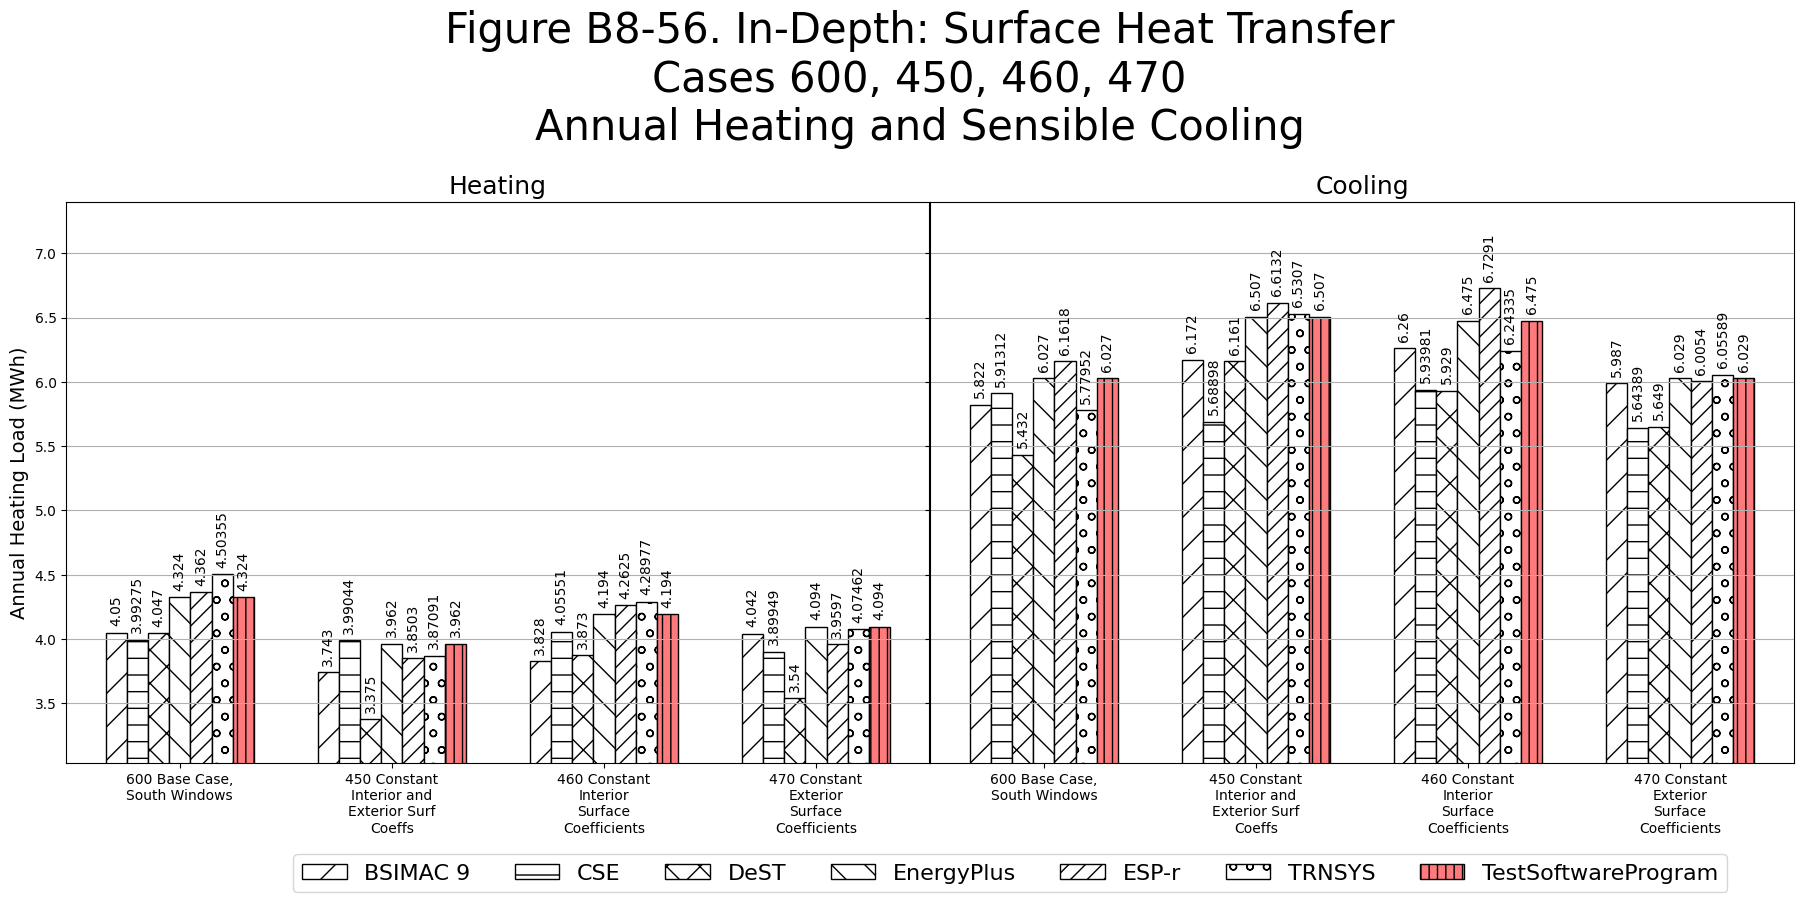 Figure B8-56. In-Depth: Surface Heat Transfer
Cases 600, 450, 460, 470
Annual Heating and Sensible Cooling
Heating
Cooling
Annual Heating Load (MWh)
7.0
6.5
6.0
5.5
5.0
4.5
4.0
3.5
4.05
3.99275
4.047
4.324
4.362
4.50355
4.324
3.743
3.99044
3.375
3.962
3.8503
3.87091
3.962
3.828
4.05551
3.873
4.194
4.2625
4.28977
4.194
4.042
3.89949
3.54
4.094
3.9597
4.07462
4.094
5.822
5.91312
5.432
6.027
6.1618
5.77952
6.027
6.172
5.68898
6.161
6.507
6.6132
6.5307
6.507
6.26
5.93981
5.929
6.475
6.7291
6.24335
6.475
5.987
5.64389
5.649
6.029
6.0054
6.05589
6.029
600 Base Case,
South Windows
450 Constant
Interior and
Exterior Surf
Coeffs
460 Constant
Interior
Surface
Coefficients
470 Constant
Exterior
Surface
Coefficients
600 Base Case,
South Windows
450 Constant
Interior and
Exterior Surf
Coeffs
460 Constant
Interior
Surface
Coefficients
470 Constant
Exterior
Surface
Coefficients
BSIMAC 9 CSE DeST EnergyPlus ESP-r TRNSYS TestSoftwareProgram